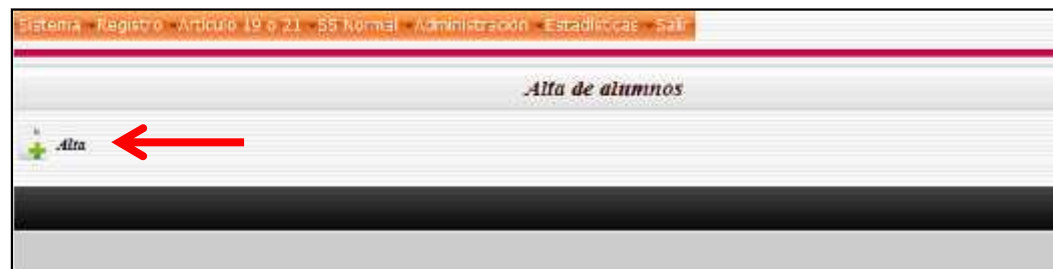 Sistema Registro Artículo 19 o 21 SS Normal Administración Estadísticas Salir
Alta de alumnos
Alta